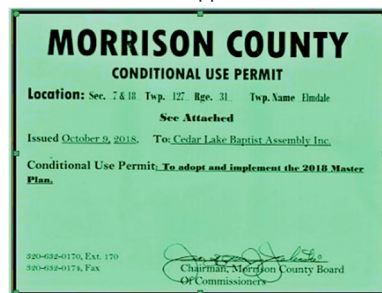 MORRISON COUNTY
CONDITIONAL USE PERMIT
Location: Sec. 7 & 18 Twp. 127 Rge. 31 Twp. Name Elmdale
See Attached
Issued October 9, 2018, To: Cedar Lake Baptist Assembly Inc.
Conditional Use Permit: To adopt and implement the 2018 Master
Plan.
320-632-0170, Ext. 170
320-632-0174, Fax
Chairman, Morrison County Board
Of Commissioners